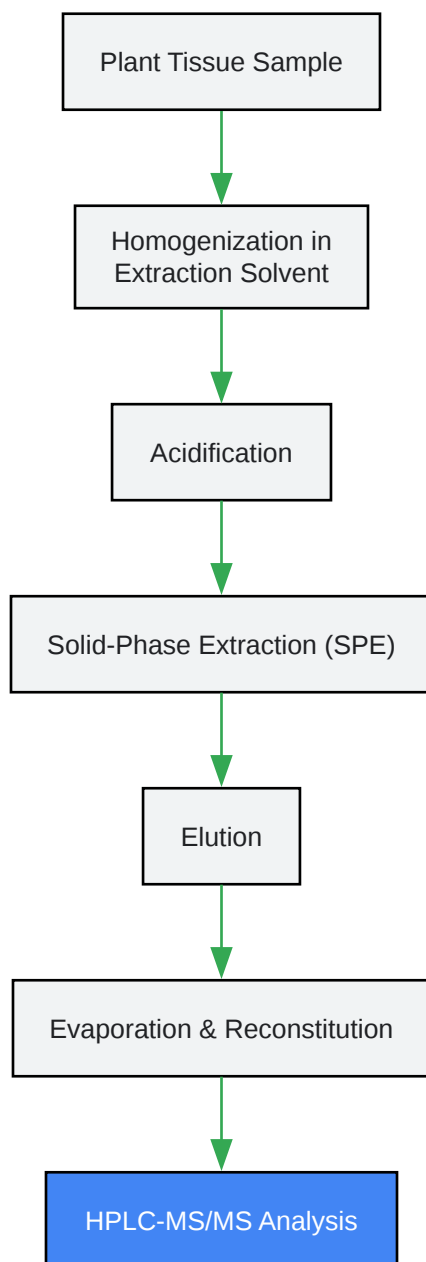 Plant Tissue Sample
Homogenization in
Extraction Solvent
Acidification
Solid-Phase Extraction (SPE)
Elution
Evaporation & Reconstitution
HPLC-MS/MS Analysis